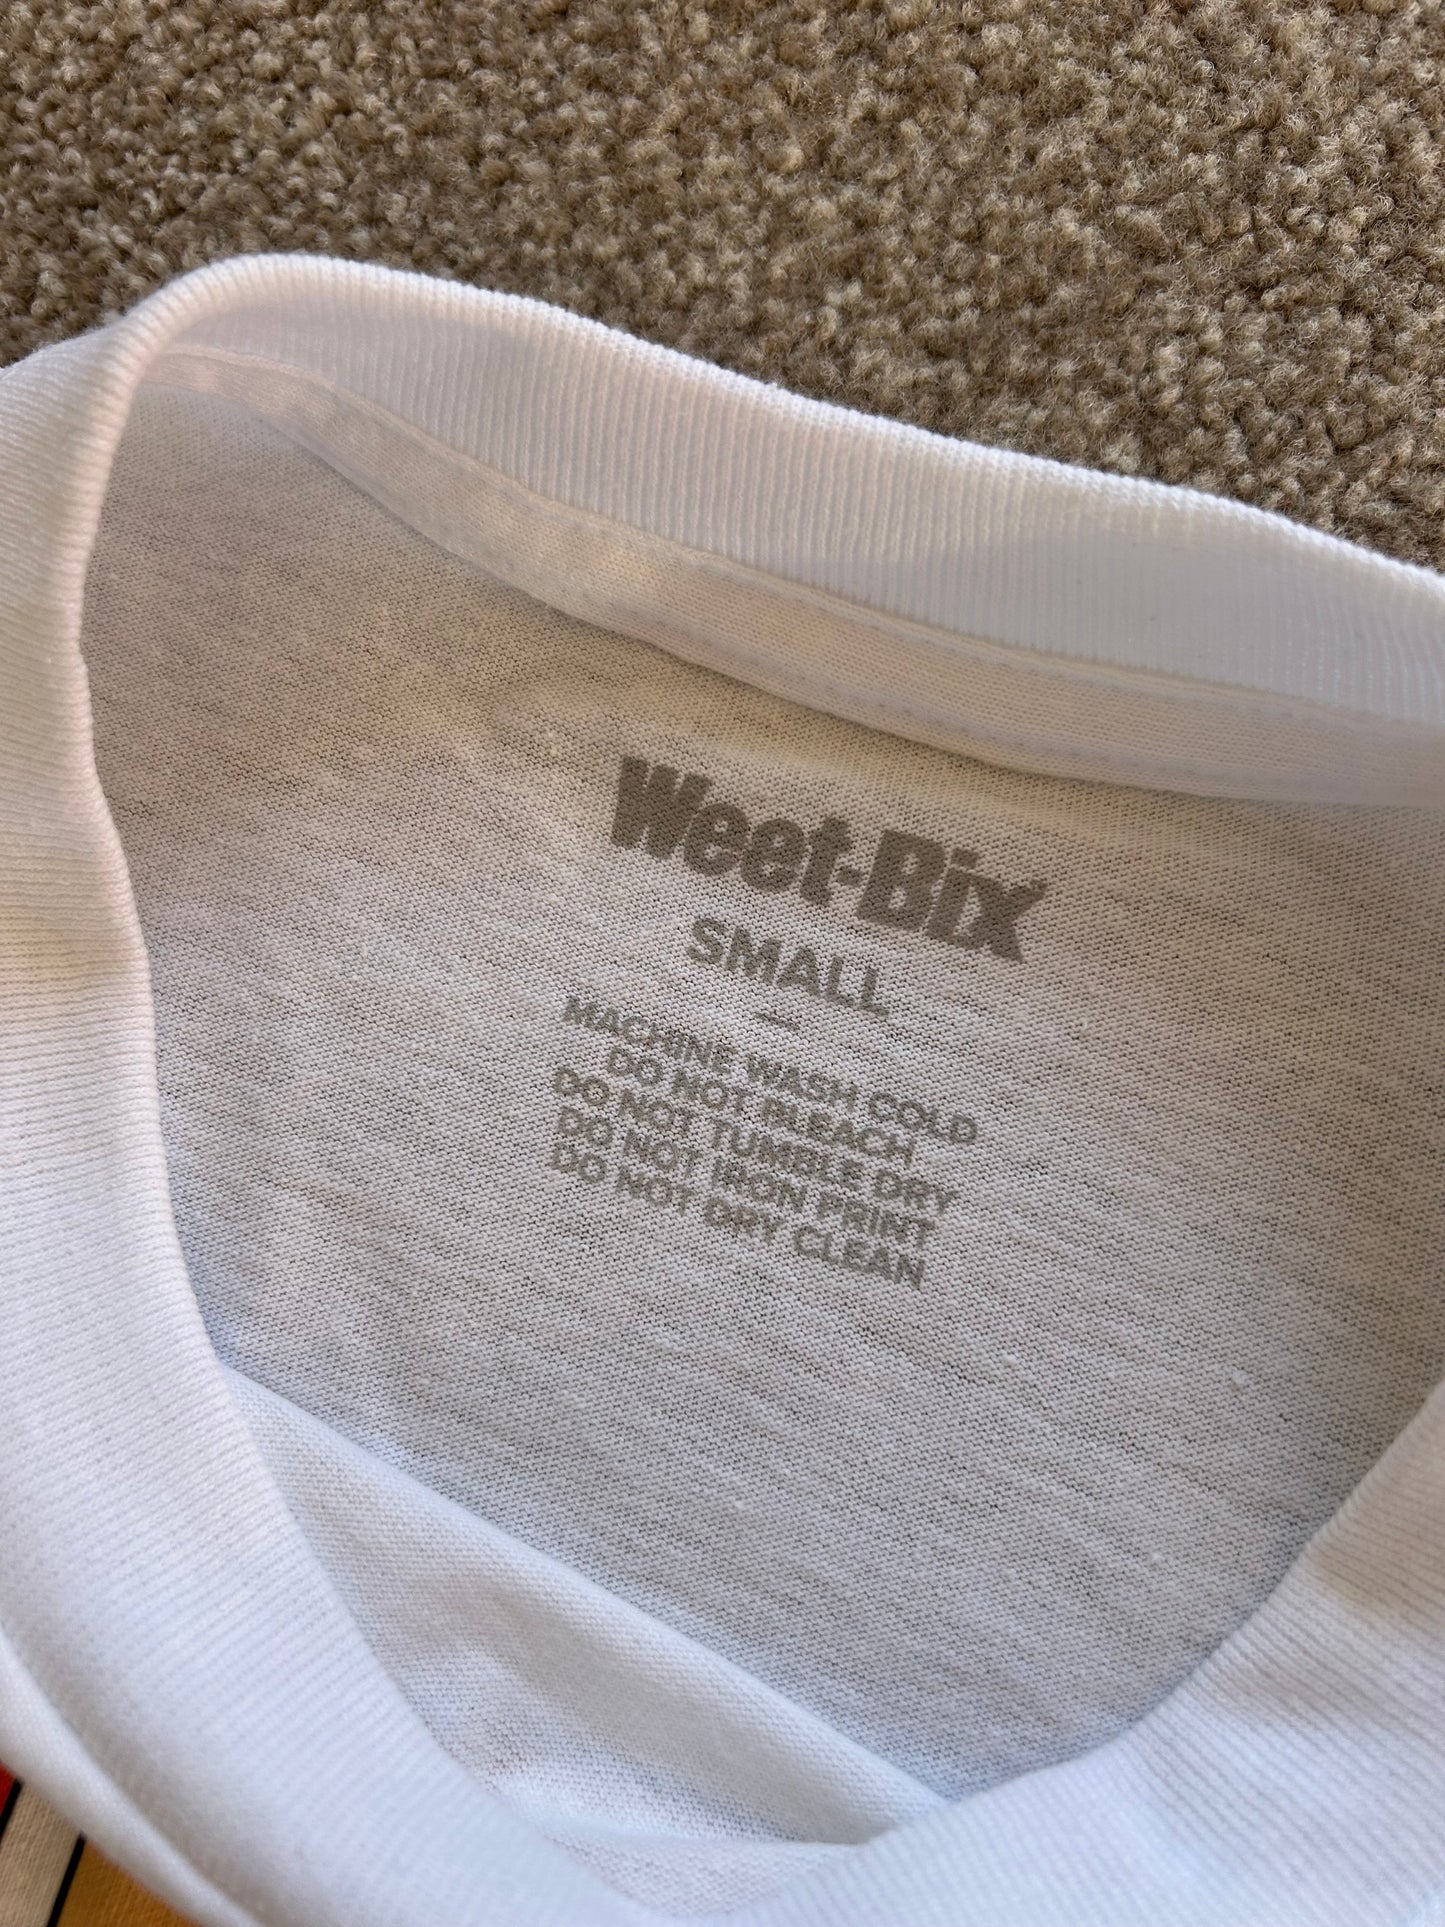 Weet-Bix
SMALL
—
MACHINE WASH COLD
DO NOT BLEACH
DO NOT TUMBLE DRY
DO NOT IRON PRINT
DO NOT DRY CLEAN